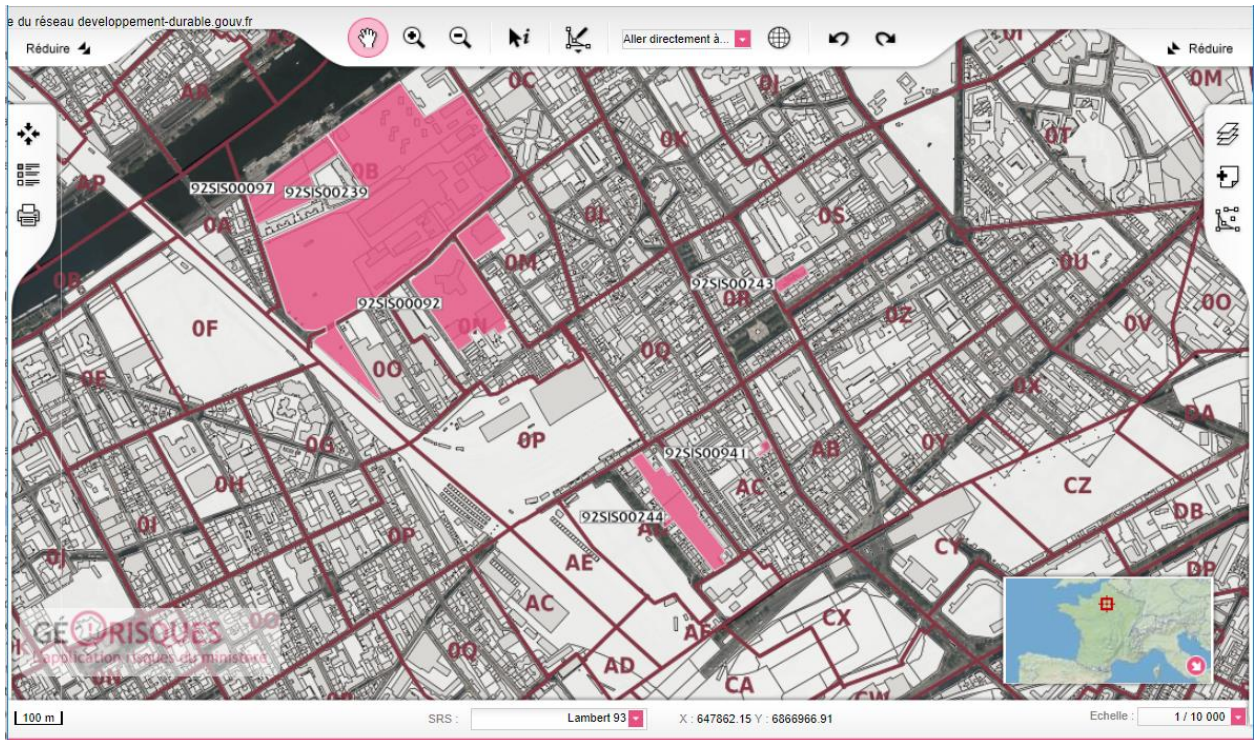 e du réseau developpement-durable.gouv.fr
Réduire
Aller directement à...
Réduire
0I
0C
0J
0M
AR
0K
0T
0B
AP
92SIS00097
92SIS00239
0A
0L
0S
0M
0U
0B
92SIS00243
0R
92SIS00092
0O
0F
0N
0Z
0V
0O
0Q
0E
0X
DA
0G
0P
92SIS00941
AB
0Y
0H
AC
CZ
DB
0I
92SIS00244
CY
0P
AE
0J
DP
AC
0O
GÉORISQUES
L'application risques du ministère
AF
CX
0Q
AD
CA
CW
100 m
SRS :
Lambert 93
X : 647862.15 Y : 6866966.91
Echelle :
1 / 10 000